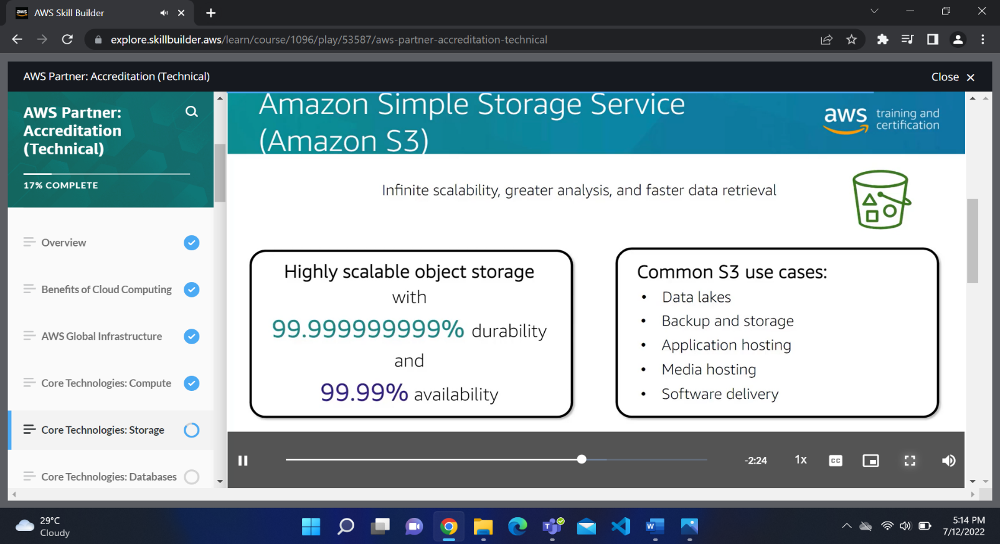 aws
AWS Skill Builder
explore.skillbuilder.aws/learn/course/1096/play/53587/aws-partner-accreditation-technical
AWS Partner: Accreditation (Technical)
Close
AWS Partner:
Accreditation
(Technical)
17% COMPLETE
Overview
Benefits of Cloud Computing
AWS Global Infrastructure
Core Technologies: Compute
Core Technologies: Storage
Core Technologies: Databases
Amazon Simple Storage Service
(Amazon S3)
aws training and
certification
Infinite scalability, greater analysis, and faster data retrieval
Highly scalable object storage
with
99.999999999% durability
and
99.99% availability
Common S3 use cases:
• Data lakes
• Backup and storage
• Application hosting
• Media hosting
• Software delivery
-2:24
1x
CC
29°C
Cloudy
T
W
5:14 PM
7/12/2022